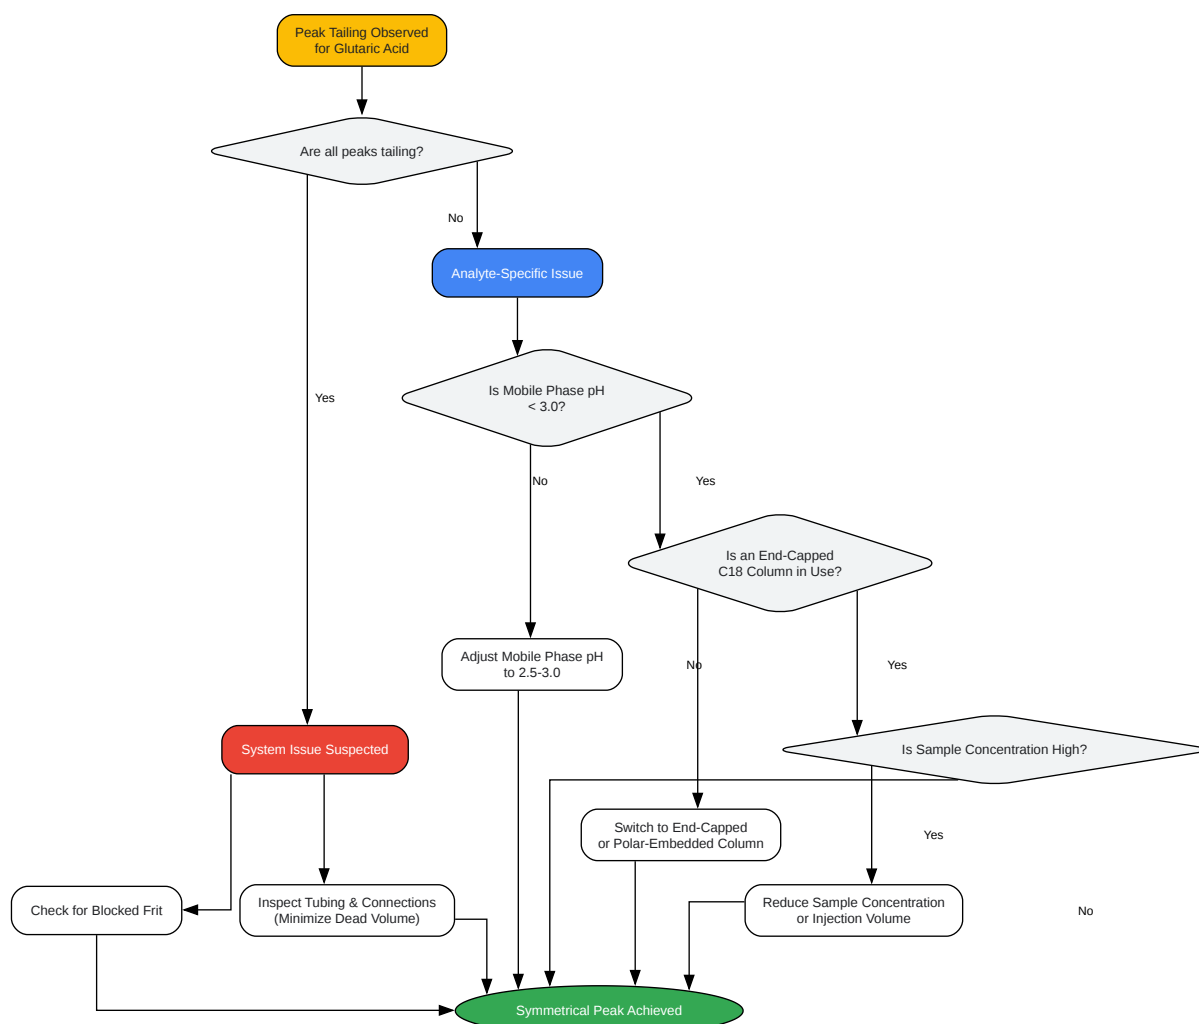 Peak Tailing Observed
for Glutaric Acid
Are all peaks tailing?
No
Analyte-Specific Issue
Is Mobile Phase pH
< 3.0?
Yes
No
Yes
Is an End-Capped
C18 Column in Use?
Adjust Mobile Phase pH
to 2.5-3.0
No
Yes
System Issue Suspected
Is Sample Concentration High?
Switch to End-Capped
or Polar-Embedded Column
Yes
Check for Blocked Frit
Inspect Tubing & Connections
(Minimize Dead Volume)
Reduce Sample Concentration
or Injection Volume
No
Symmetrical Peak Achieved